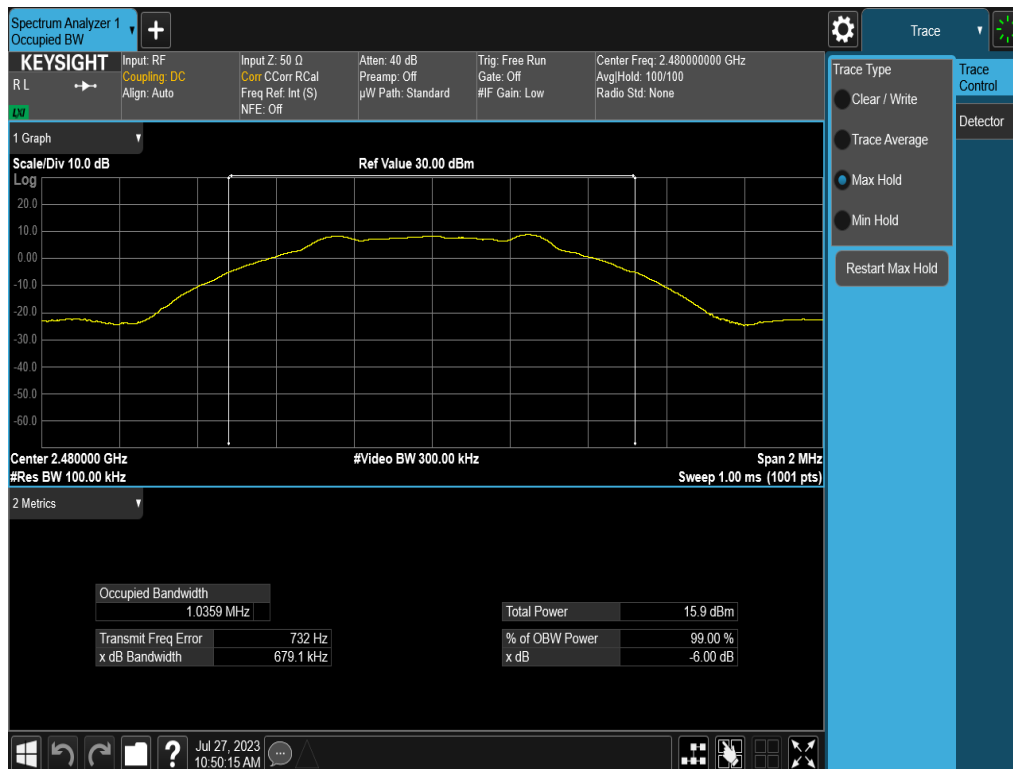 Spectrum Analyzer 1
Occupied BW
+
Trace
KEYSIGHT
R L
LXI
Input: RF
Coupling: DC
Align: Auto
Input Z: 50 Ω
Corr CCorr RCal
Freq Ref: Int (S)
NFE: Off
Atten: 40 dB
Preamp: Off
µW Path: Standard
Trig: Free Run
Gate: Off
#IF Gain: Low
Center Freq: 2.480000000 GHz
Avg|Hold: 100/100
Radio Std: None
Trace Type
Clear / Write
Trace Average
Max Hold
Min Hold
Restart Max Hold
Trace
Control
Detector
1 Graph
Scale/Div 10.0 dB
Ref Value 30.00 dBm
Log
20.0
10.0
0.00
-10.0
-20.0
-30.0
-40.0
-50.0
-60.0
Center 2.480000 GHz
#Video BW 300.00 kHz
Span 2 MHz
#Res BW 100.00 kHz
Sweep 1.00 ms (1001 pts)
2 Metrics
Occupied Bandwidth
1.0359 MHz
Total Power 15.9 dBm
Transmit Freq Error 732 Hz
% of OBW Power 99.00 %
x dB Bandwidth 679.1 kHz
x dB -6.00 dB
?
Jul 27, 2023
10:50:15 AM